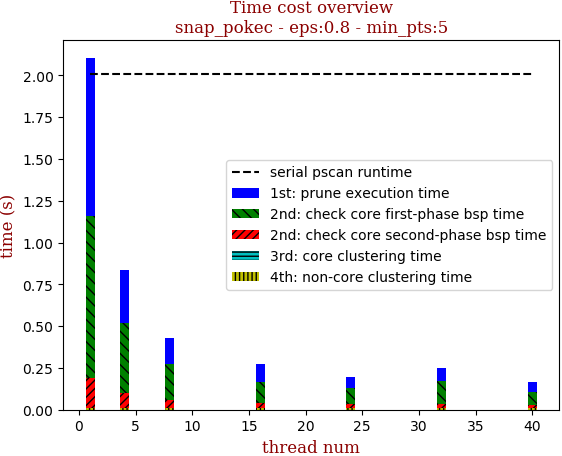 Time cost overview
snap_pokec - eps:0.8 - min_pts:5
time (s)
2.00
1.75
1.50
1.25
1.00
0.75
0.50
0.25
0.00
serial pscan runtime
1st: prune execution time
2nd: check core first-phase bsp time
2nd: check core second-phase bsp time
3rd: core clustering time
4th: non-core clustering time
0 5 10 15 20 25 30 35 40
thread num